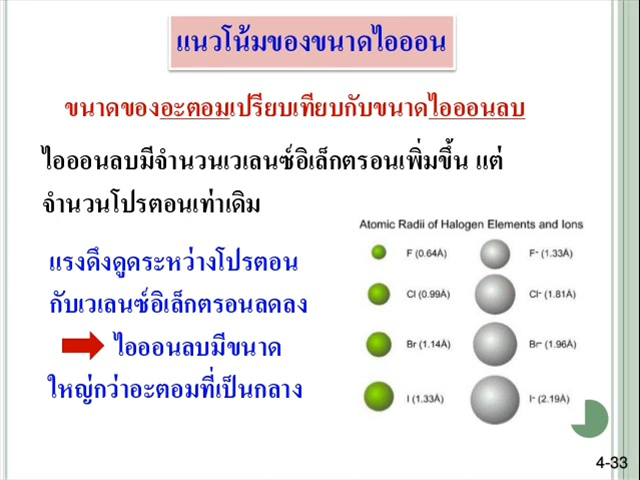 แนวโน้มของขนาดไอออน
ขนาดของอะตอมเปรียบเทียบกับขนาดไอออนลบ
ไอออนลบมีจำนวนเวเลนซ์อิเล็กตรอนเพิ่มขึ้น แต่
จำนวนโปรตอนเท่าเดิม
แรงดึงดูดระหว่างโปรตอน
กับเวเลนซ์อิเล็กตรอนลดลง
ไอออนลบมีขนาด
ใหญ่กว่าอะตอมที่เป็นกลาง
Atomic Radii of Halogen Elements and Ions
F (0.64Å) F⁻ (1.33Å)
Cl (0.99Å) Cl⁻ (1.81Å)
Br (1.14Å) Br⁻ (1.96Å)
I (1.33Å) I⁻ (2.19Å)
4-33